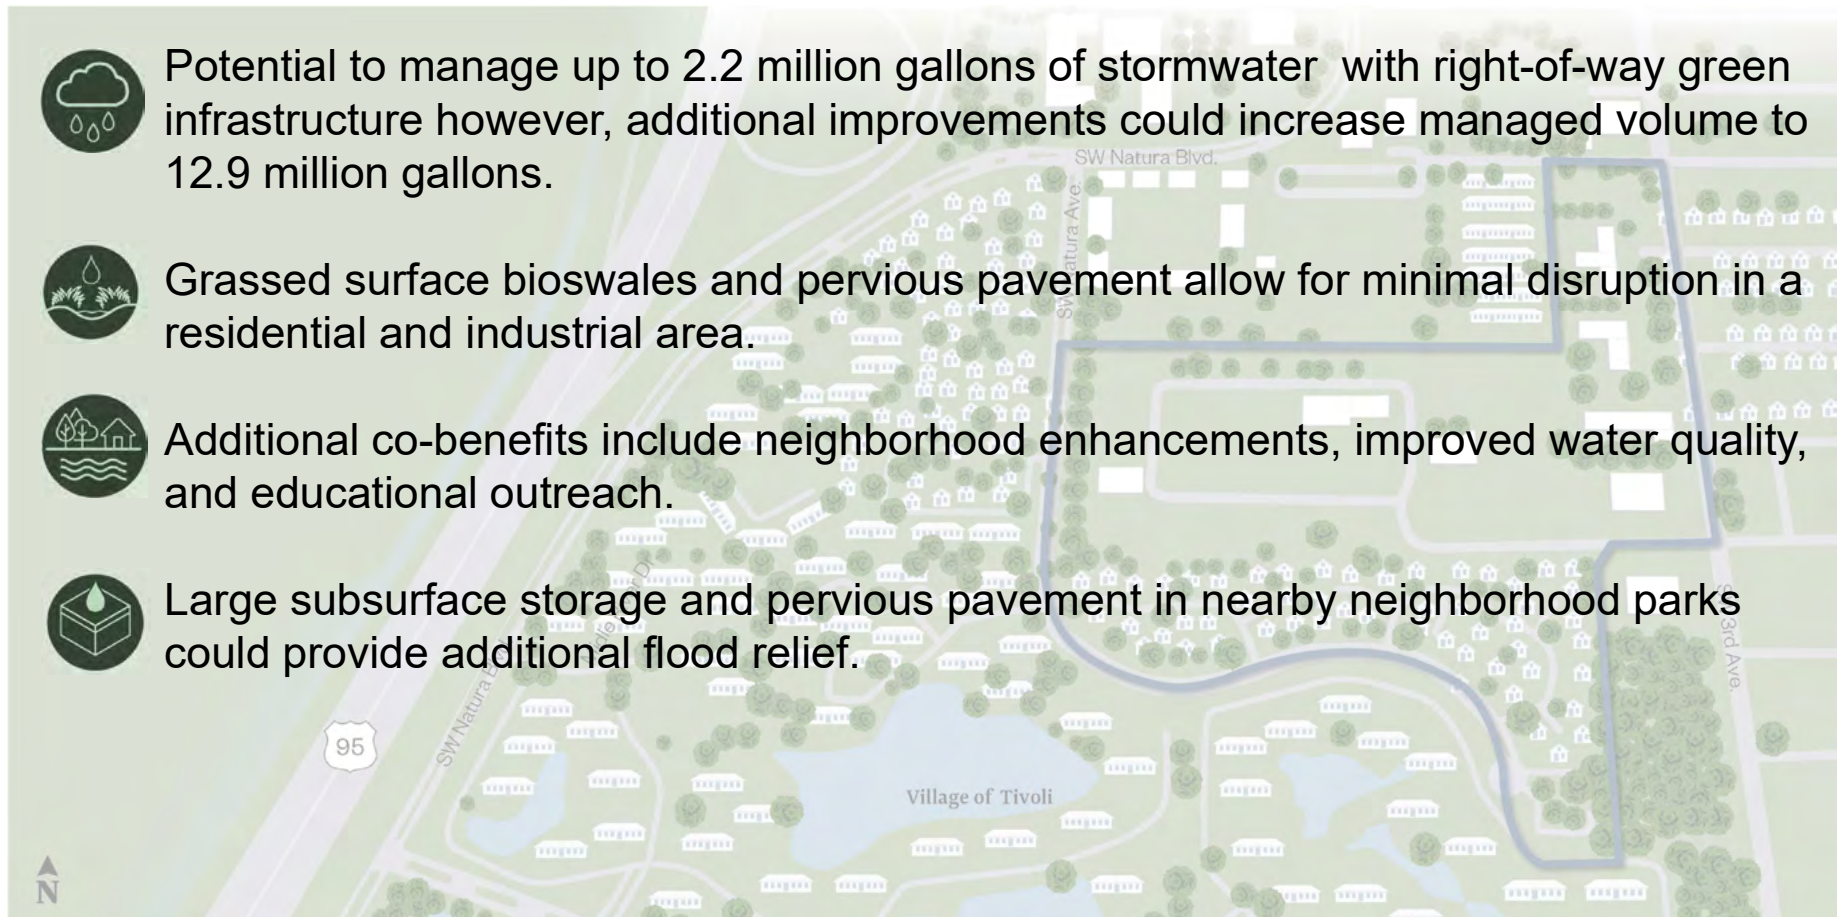 Potential to manage up to 2.2 million gallons of stormwater  with right-of-way green
infrastructure however, additional improvements could increase managed volume to
12.9 million gallons.
SW Natura Blvd.
Grassed surface bioswales and pervious pavement allow for minimal disruption in a
residential and industrial area.
Additional co-benefits include neighborhood enhancements, improved water quality,
and educational outreach.
Large subsurface storage and pervious pavement in nearby neighborhood parks
could provide additional flood relief.
SW Natura
95
Village of Tivoli
3rd Ave.
N